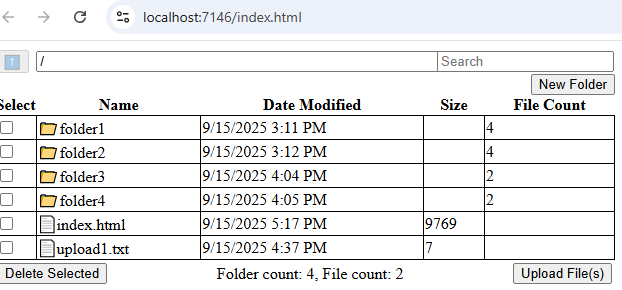 localhost:7146/index.html
/ Search
New Folder
Select Name Date Modified Size File Count
folder1 9/15/2025 3:11 PM 4
folder2 9/15/2025 3:12 PM 4
folder3 9/15/2025 4:04 PM 2
folder4 9/15/2025 4:05 PM 2
index.html 9/15/2025 5:17 PM 9769
upload1.txt 9/15/2025 4:37 PM 7
Delete Selected Folder count: 4, File count: 2 Upload File(s)